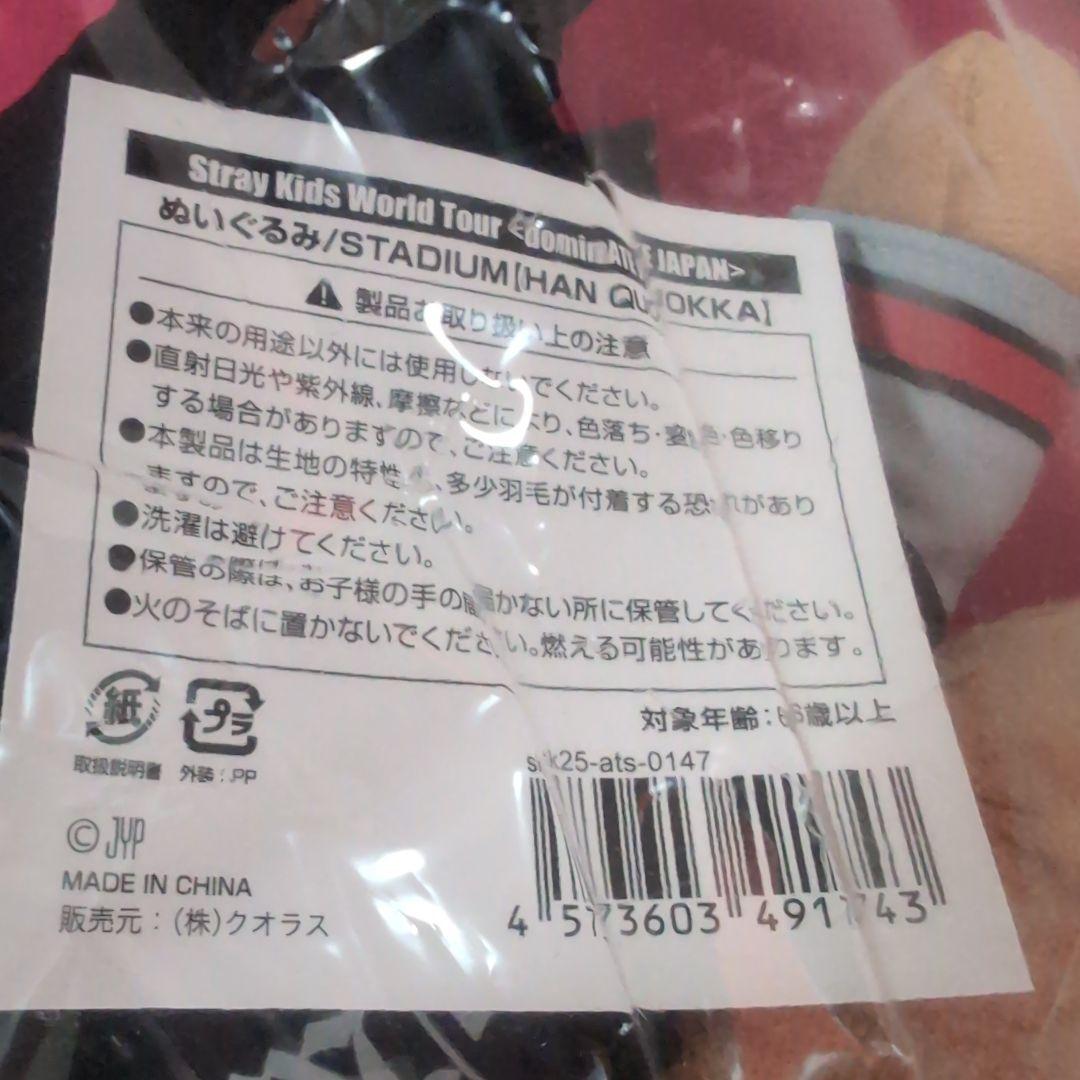 Stray Kids World Tour <dominATE JAPAN>
ぬいぐるみ/STADIUM【HAN QUOKKA】
製品お取り扱い上の注意
●本来の用途以外には使用しないでください。
●直射日光や紫外線、摩擦などにより、色落ち・変色・色移り
する場合がありますので、ご注意ください。
●本製品は生地の特性上、多少羽毛が付着する恐れがあり
ますので、ご注意ください。
●洗濯は避けてください。
●保管の際は、お子様の手の届かない所に保管してください。
●火のそばに置かないでください。燃える可能性があります。
紙 プラ
対象年齢: 歳以上
取扱説明書 外装:PP
25-ats-0147
© JYP
MADE IN CHINA
販売元:(株)クオラス
4 573603 491743